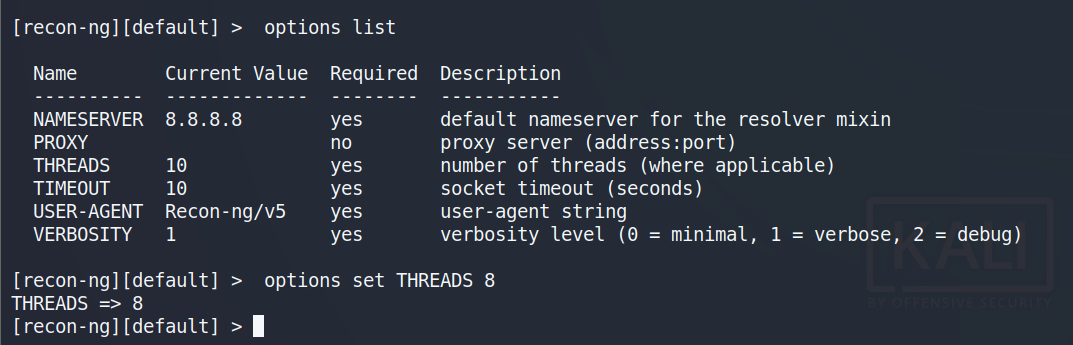 [recon-ng][default] > options list
Name Current Value Required Description
---------- ------------- -------- -----------
NAMESERVER 8.8.8.8 yes default nameserver for the resolver mixin
PROXY no proxy server (address:port)
THREADS 10 yes number of threads (where applicable)
TIMEOUT 10 yes socket timeout (seconds)
USER-AGENT Recon-ng/v5 yes user-agent string
VERBOSITY 1 yes verbosity level (0 = minimal, 1 = verbose, 2 = debug)
KALI
BY OFFENSIVE SECURITY
[recon-ng][default] > options set THREADS 8
THREADS => 8
[recon-ng][default] >